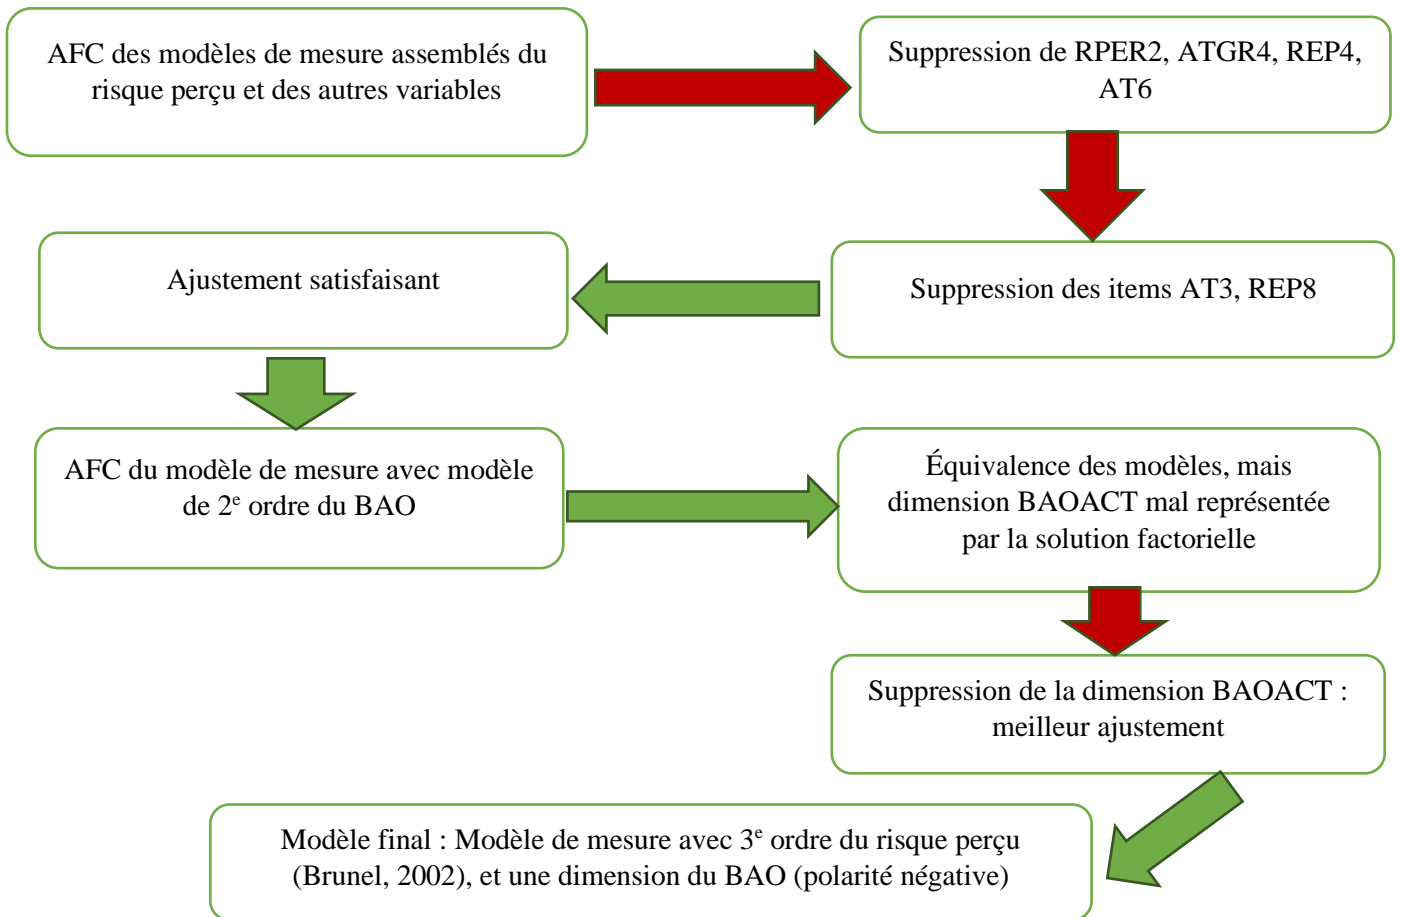 AFC des modèles de mesure assemblés du
risque perçu et des autres variables
Suppression de RPER2, ATGR4, REP4,
AT6
Suppression des items AT3, REP8
Ajustement satisfaisant
AFC du modèle de mesure avec modèle
de 2e ordre du BAO
Équivalence des modèles, mais
dimension BAOACT mal représentée
par la solution factorielle
Suppression de la dimension BAOACT :
meilleur ajustement
Modèle final : Modèle de mesure avec 3e ordre du risque perçu
(Brunel, 2002), et une dimension du BAO (polarité négative)